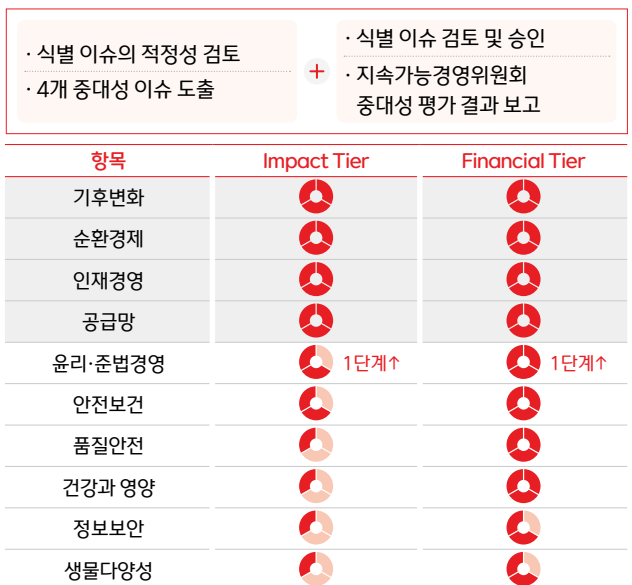 · 식별 이슈의 적정성 검토
· 4개 중대성 이슈 도출
+
· 식별 이슈 검토 및 승인
· 지속가능경영위원회
중대성 평가 결과 보고
항목 Impact Tier Financial Tier
기후변화
순환경제
인재경영
공급망
윤리·준법경영 1단계↑ 1단계↑
안전보건
품질안전
건강과 영양
정보보안
생물다양성